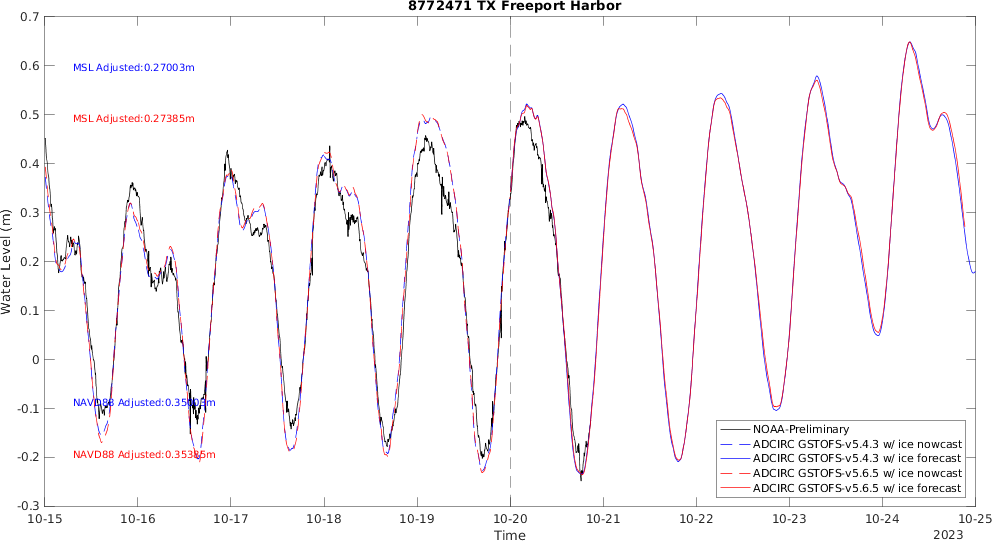 8772471 TX Freeport Harbor
0.7
0.6
0.5
0.4
0.3
0.2
0.1
0
-0.1
-0.2
-0.3
Water Level (m)
MSL Adjusted:0.27003m
MSL Adjusted:0.27385m
NAVD88 Adjusted:0.35003m
NAVD88 Adjusted:0.35385m
NOAA-Preliminary
ADCIRC GSTOFS-v5.4.3 w/ ice nowcast
ADCIRC GSTOFS-v5.4.3 w/ ice forecast
ADCIRC GSTOFS-v5.6.5 w/ ice nowcast
ADCIRC GSTOFS-v5.6.5 w/ ice forecast
10-15 10-16 10-17 10-18 10-19 10-20 10-21 10-22 10-23 10-24 10-25
Time
2023